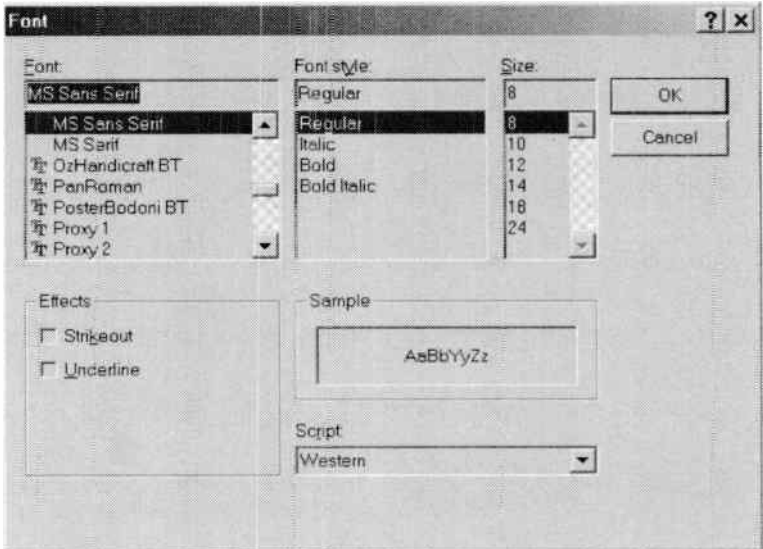 Font
? ×
Font:
Font style:
Size:
MS Sans Serif
Regular
8
OK
Cancel
MS Sans Serif
MS Serif
OzHandicraft BT
PanRoman
PosterBodoni BT
Proxy 1
Proxy 2
Regular
Italic
Bold
Bold Italic
8
10
12
14
18
24
Effects
Strikeout
Underline
Sample
AaBbYyZz
Script:
Western